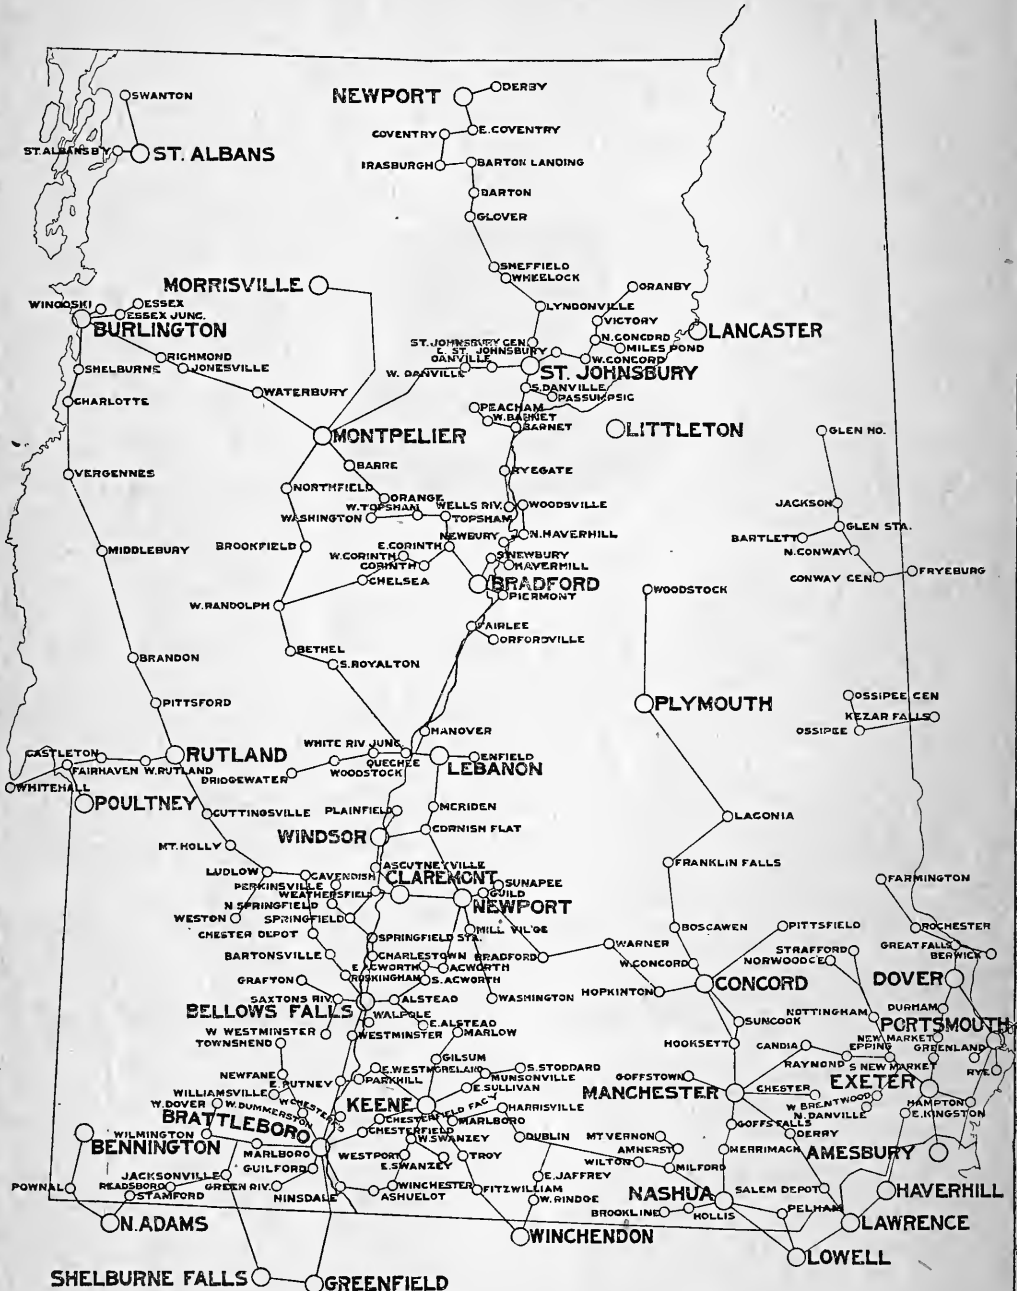 SWANTON
NEWPORT
DERBY
COVENTRY
E. COVENTRY
ST. ALBANS B'Y
ST. ALBANS
IRASBURGH
BARTON LANDING
BARTON
GLOVER
SHEFFIELD
WHEELOCK
MORRISVILLE
GRANBY
WINOOSKI
ESSEX
ESSEX JUNC.
LYNDONVILLE
BURLINGTON
VICTORY
LANCASTER
ST. JOHNSBURY CEN.
N. CONCORD
E. ST. JOHNSBURY
MILES POND
RICHMOND
DANVILLE
W. CONCORD
SHELBURNE
JONESVILLE
W. DANVILLE
ST. JOHNSBURY
S. DANVILLE
WATERBURY
PASSUMPSIC
CHARLOTTE
PEACHAM
W. BARNET
BARNET
LITTLETON
GLEN HO.
MONTPELIER
BARRE
VERGENNES
RYEGATE
NORTHFIELD
ORANGE
JACKSON
W. TOPSHAM
WELLS RIV.
WOODSVILLE
WASHINGTON
TOPSHAM
GLEN STA.
NEWBURY
N. HAVERHILL
BARTLETT
MIDDLEBURY
BROOKFIELD
E. CORINTH
N. CONWAY
W. CORINTH
S. NEWBURY
CORINTH
HAVERHILL
CONWAY CEN.
FRYEBURG
CHELSEA
BRADFORD
WOODSTOCK
PIERMONT
W. RANDOLPH
FAIRLEE
ORFORDVILLE
BETHEL
BRANDON
S. ROYALTON
OSSIPEE CEN
PITTSFORD
PLYMOUTH
KEZAR FALLS
OSSIPEE
HANOVER
WHITE RIV JUNC.
CASTLETON
RUTLAND
QUECHEE
ENFIELD
FAIRHAVEN
W. RUTLAND
WOODSTOCK
LEBANON
BRIDGEWATER
WHITEHALL
POULTNEY
MERIDEN
CUTTINGSVILLE
PLAINFIELD
LACONIA
WINDSOR
CORNISH FLAT
MT. HOLLY
ASCUTNEYVILLE
FRANKLIN FALLS
LUDLOW
CAVENDISH
CLAREMONT
FARMINGTON
PERKINSVILLE
SUNAPEE
WEATHERSFIELD
GUILD
N SPRINGFIELD
NEWPORT
WESTON
SPRINGFIELD
MILL VIL'GE
BOSCAWEN
PITTSFIELD
ROCHESTER
CHESTER DEPOT
SPRINGFIELD STA.
WARNER
GREAT FALLS
STRAFFORD
BERWICK
BARTONSVILLE
CHARLESTOWN
BRADFORD
W. CONCORD
NORTHWOOD C'E
E. ACWORTH
ACWORTH
DOVER
GRAFTON
ROCKINGHAM
S. ACWORTH
HOPKINTON
CONCORD
SAXTONS RIV.
ALSTEAD
WASHINGTON
DURHAM
BELLOWS FALLS
WALPOLE
NOTTINGHAM
PORTSMOUTH
E. ALSTEAD
SUNCOOK
W WESTMINSTER
WESTMINSTER
MARLOW
NEW MARKET
TOWNSHEND
HOOKSETT
CANDIA
EPPING
GREENLAND
GILSUM
RAYMOND
S NEW MARKET
NEWFANE
E. WESTMORELAND
S. STODDARD
RYE
E. PUTNEY
PARKHILL
MUNSONVILLE
GOFFSTOWN
WILLIAMSVILLE
E. SULLIVAN
MANCHESTER
CHESTER
EXETER
W. DOVER
W. DUMMERSTON
W. CHESTERF'D
KEENE
CHESTERFIELD FAC'Y
HARRISVILLE
W. BRENTWOOD
HAMPTON
N. DANVILLE
E. KINGSTON
BRATTLEBORO
CHESTERFIELD
MARLBORO
GOFFS FALLS
WILMINGTON
W. SWANZEY
DUBLIN
MT VERNON
DERRY
BENNINGTON
MARLBORO
WESTPORT
TROY
AMHERST
MERRIMACK
AMESBURY
GUILFORD
E. SWANZEY
WILTON
MILFORD
JACKSONVILLE
E. JAFFREY
POWNAL
READSBORO
GREEN RIV.
WINCHESTER
FITZWILLIAM
SALEM DEPOT
HAVERHILL
STAMFORD
HINSDALE
ASHUELOT
W. RINDGE
NASHUA
PELHAM
BROOKLINE
HOLLIS
N. ADAMS
WINCHENDON
LAWRENCE
LOWELL
SHELBURNE FALLS
GREENFIELD